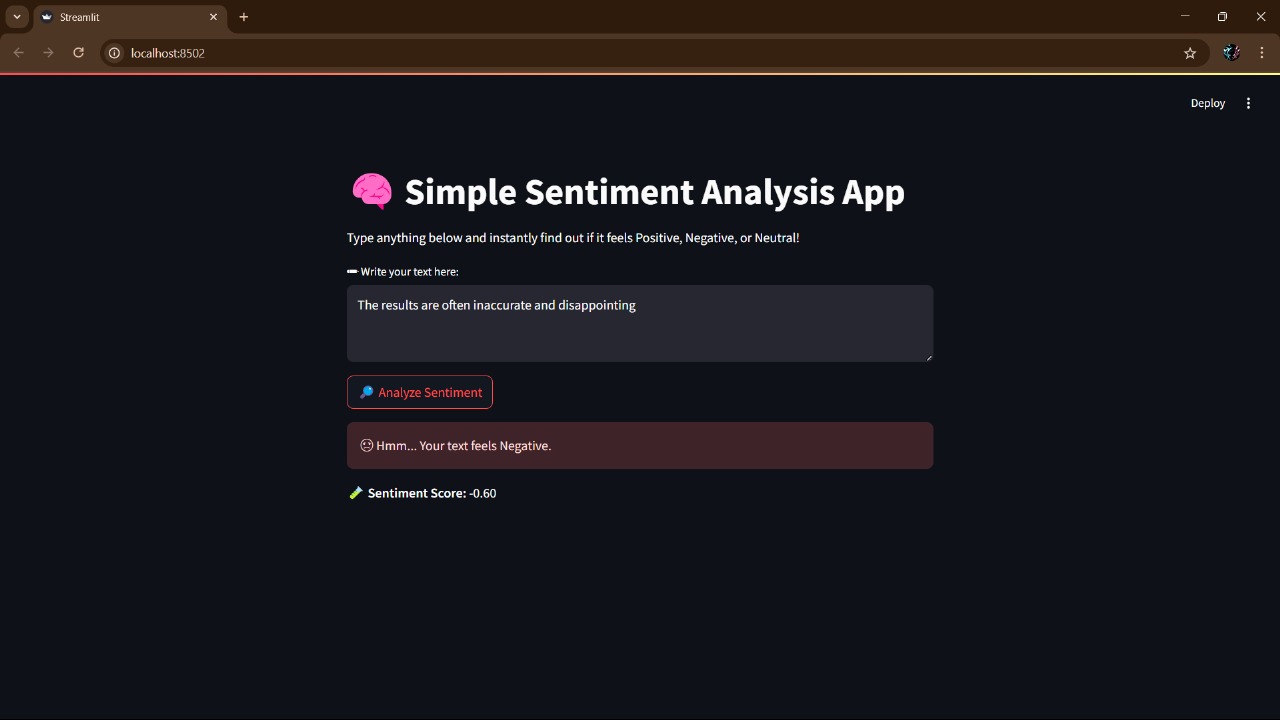 Streamlit
localhost:8502
Deploy
🧠 Simple Sentiment Analysis App
Type anything below and instantly find out if it feels Positive, Negative, or Neutral!
Write your text here:
The results are often inaccurate and disappointing
🔎 Analyze Sentiment
😞 Hmm... Your text feels Negative.
🧪 Sentiment Score: -0.60